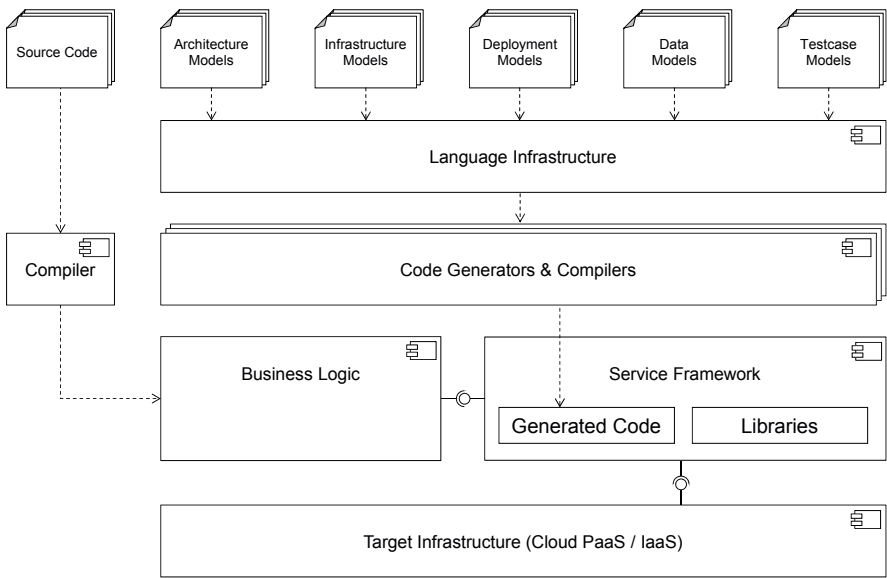 Source Code
Architecture
Models
Infrastructure
Models
Deployment
Models
Data
Models
Testcase
Models
Language Infrastructure
Compiler
Code Generators & Compilers
Business Logic
Service Framework
Generated Code
Libraries
Target Infrastructure (Cloud PaaS / IaaS)